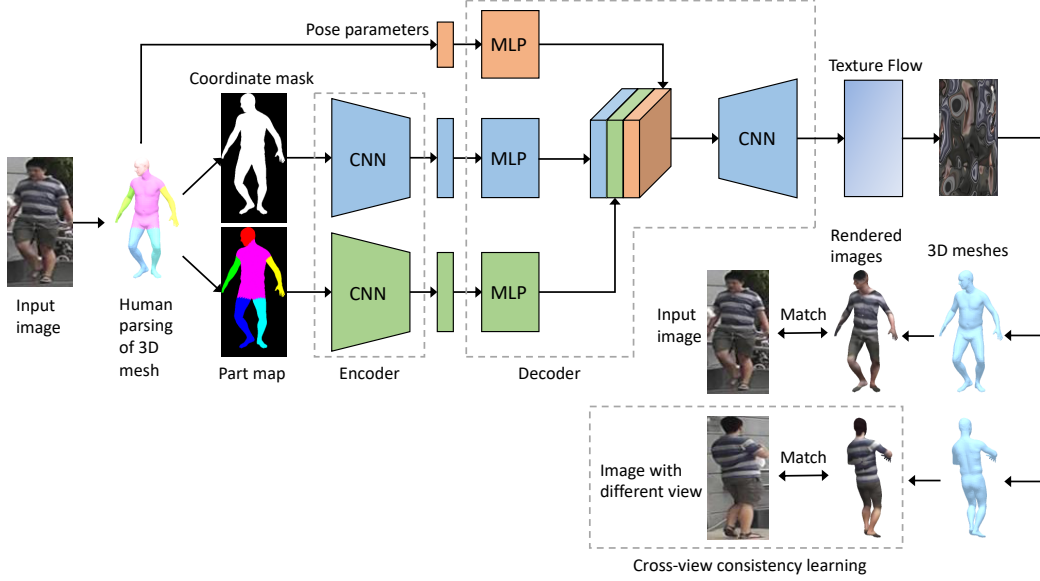 Pose parameters
MLP
Coordinate mask
Texture Flow
CNN
MLP
CNN
Input
image
Human
parsing
of 3D
mesh
CNN
MLP
Part map
Encoder
Decoder
Rendered
images
3D meshes
Input
image
Match
Image with
different view
Match
Cross-view consistency learning